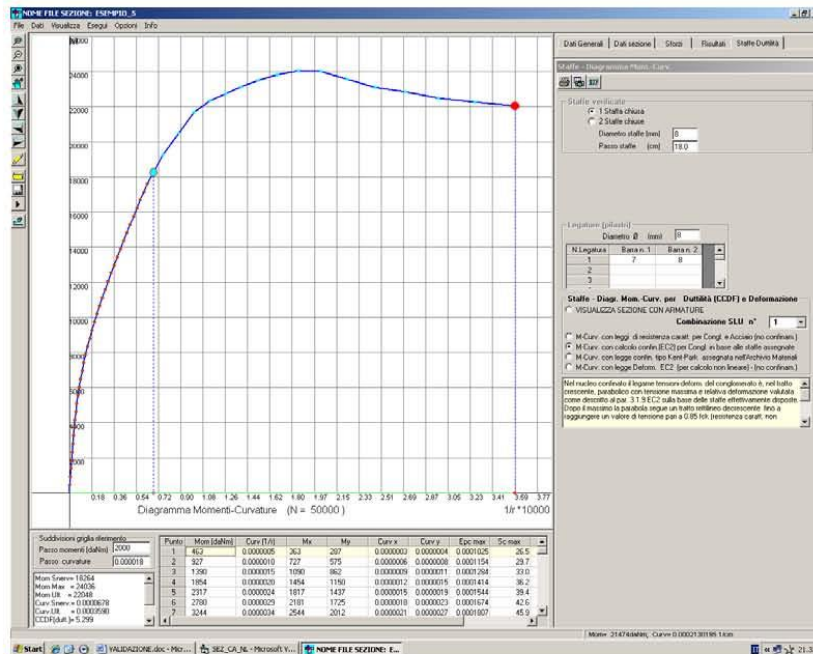 NOME FILE SEZIONE: ESEMPIO_5
File Dati Visualizza Esegui Opzioni Info
24000
22000
20000
18000
16000
14000
12000
10000
8000
6000
4000
2000
0.18 0.36 0.54 0.72 0.90 1.08 1.26 1.44 1.62 1.80 1.97 2.15 2.33 2.51 2.69 2.87 3.05 3.23 3.41 3.59 3.77
Diagramma Momenti-Curvature (N = 50000) 1/r *10000
Dati Generali Dati sezione Sforzi Risultati Staffe-Duttilità
Staffe - Diagramma Mom.-Curv.
DXF
Staffe verificate
1 Staffa chiusa
2 Staffe chiuse
Diametro staffe (mm) 8
Passo staffe (cm) 18.0
Legature (pilastri)
Diametro Ø (mm) 8
N.Legatura Barra n. 1 Barra n. 2
1 7 8
2
3
Staffe - Diagr. Mom.-Curv. per Duttilità (CCDF) e Deformazione
VISUALIZZA SEZIONE CON ARMATURE
Combinazione SLU n° 1
M-Curv. con leggi di resistenza caratt. per Congl. e Acciaio (no confinam.)
M-Curv. con calcolo confin.(EC2) per Congl. in base alle staffe assegnate
M-Curv. con legge confin. tipo Kent-Park assegnata nell'Archivio Materiali
M-Curv. con legge Deform. EC2 (per calcolo non lineare) - (no confinam.)
Nel nucleo confinato il legame tensioni-deform. del conglomerato è, nel tratto
crescente, parabolico con tensione massima e relativa deformazione valutata
come descritto al par. 3.1.9 EC2 sulla base delle staffe effettivamente disposte.
Dopo il massimo la parabola segue un tratto rettilineo decrescente fino a
raggiungere un valore di tensione pari a 0.85 fck (resistenza caratt. non
Suddivisioni griglia riferimento
Passo momenti (daNm) 2000
Passo curvature 0.000018
Mom Snerv= 18264
Mom Max = 24036
Mom Ult = 22048
Curv.Snerv= 0.0000678
Curv.Ult. = 0.0003590
CCDF(dutt.)= 5.299
Punto Mom (daNm) Curv (1/r) Mx My Curv x Curv y Epc max Sc max
1 463 0.0000005 363 287 0.0000003 0.0000004 0.0001025 26.5
2 927 0.0000010 727 575 0.0000006 0.0000008 0.0001154 29.7
3 1390 0.0000015 1090 862 0.0000009 0.0000011 0.0001284 33.0
4 1854 0.0000020 1454 1150 0.0000012 0.0000015 0.0001414 36.2
5 2317 0.0000024 1817 1437 0.0000015 0.0000019 0.0001544 39.4
6 2780 0.0000029 2181 1725 0.0000018 0.0000023 0.0001674 42.6
7 3244 0.0000034 2544 2012 0.0000021 0.0000027 0.0001807 45.9
Mom= 21474daNm; Curv= 0.0002130195 1/cm
Start VALIDAZIONE.doc - Micr... SEZ_CA_NL - Microsoft V... NOME FILE SEZIONE: E...